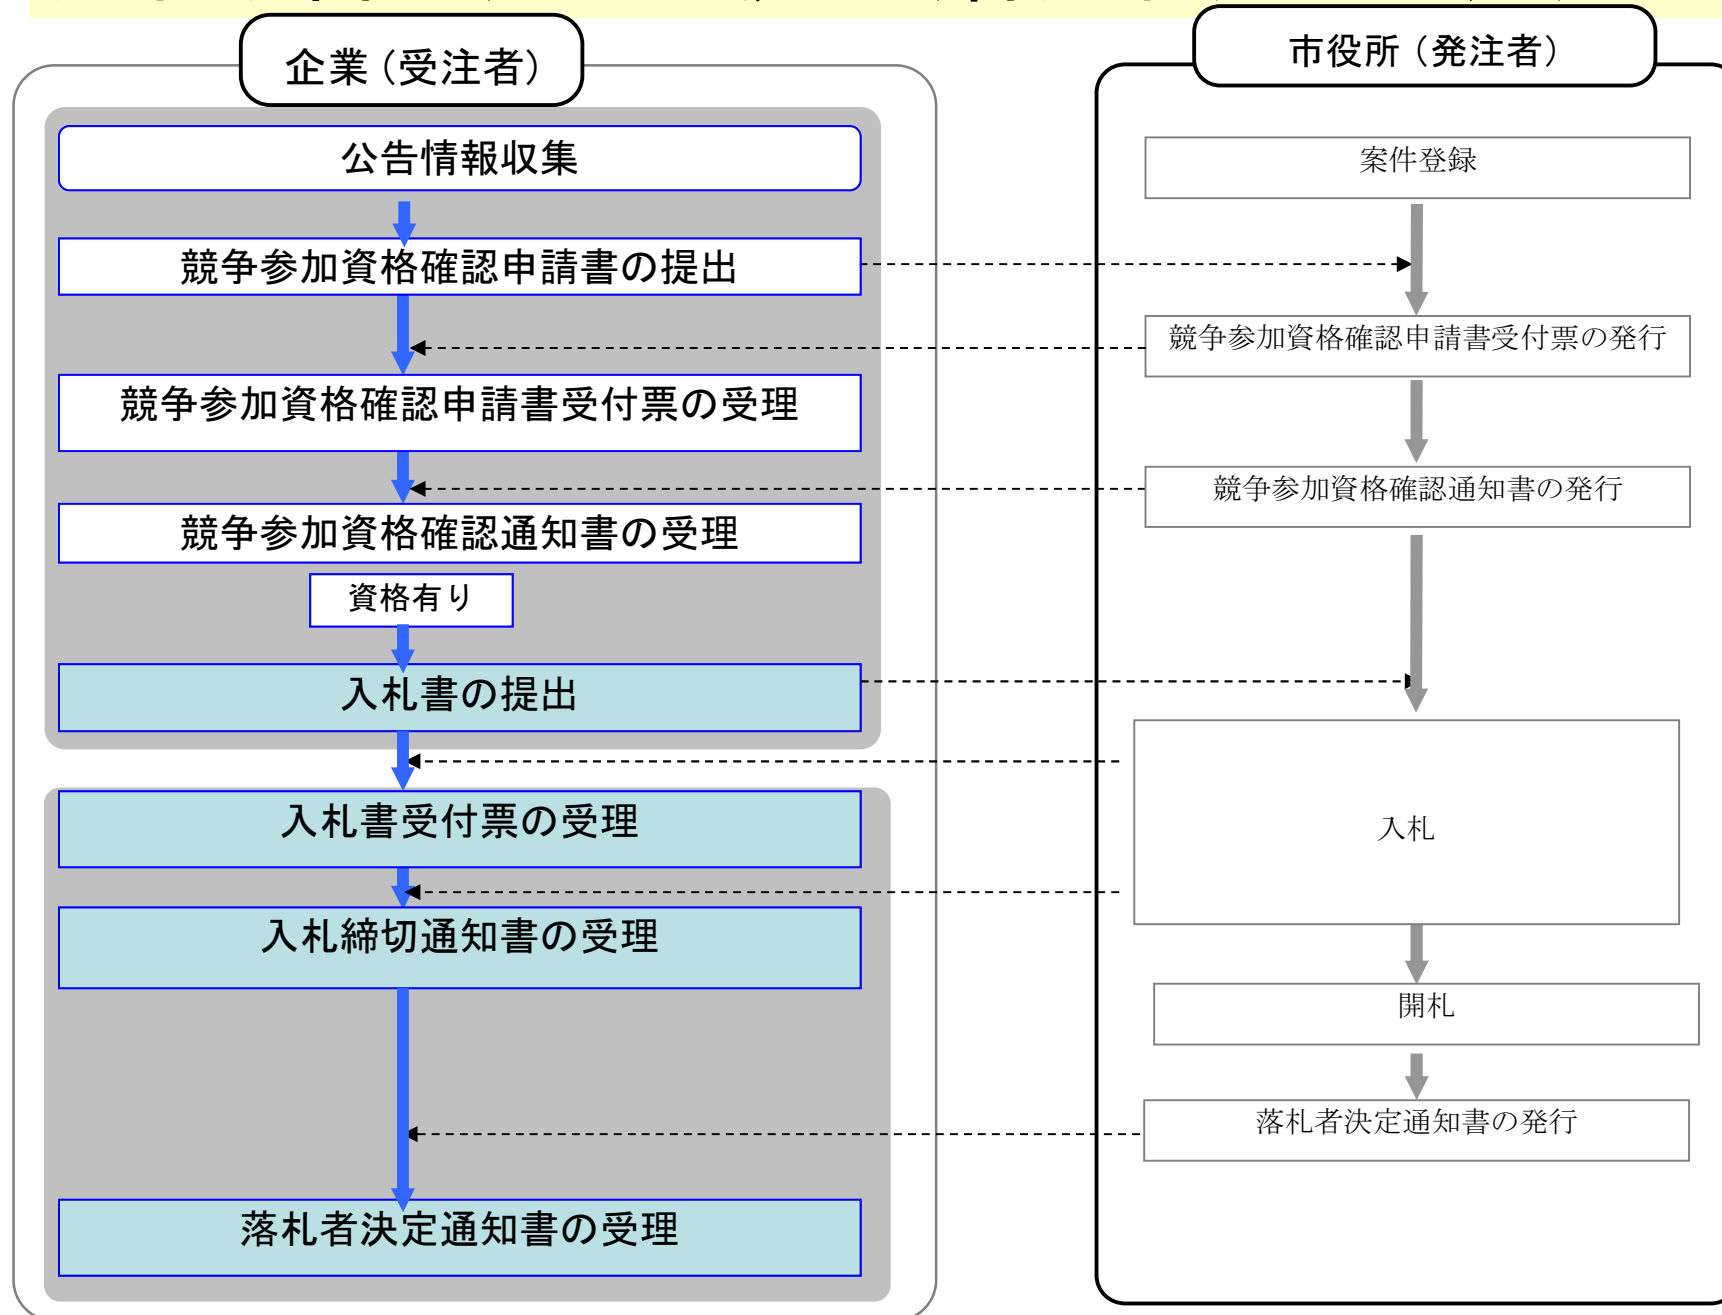 企業（受注者）
公告情報収集
競争参加資格確認申請書の提出
競争参加資格確認申請書受付票の受理
競争参加資格確認通知書の受理
資格有り
入札書の提出
入札書受付票の受理
入札締切通知書の受理
落札者決定通知書の受理
市役所（発注者）
案件登録
競争参加資格確認申請書受付票の発行
競争参加資格確認通知書の発行
入札
開札
落札者決定通知書の発行